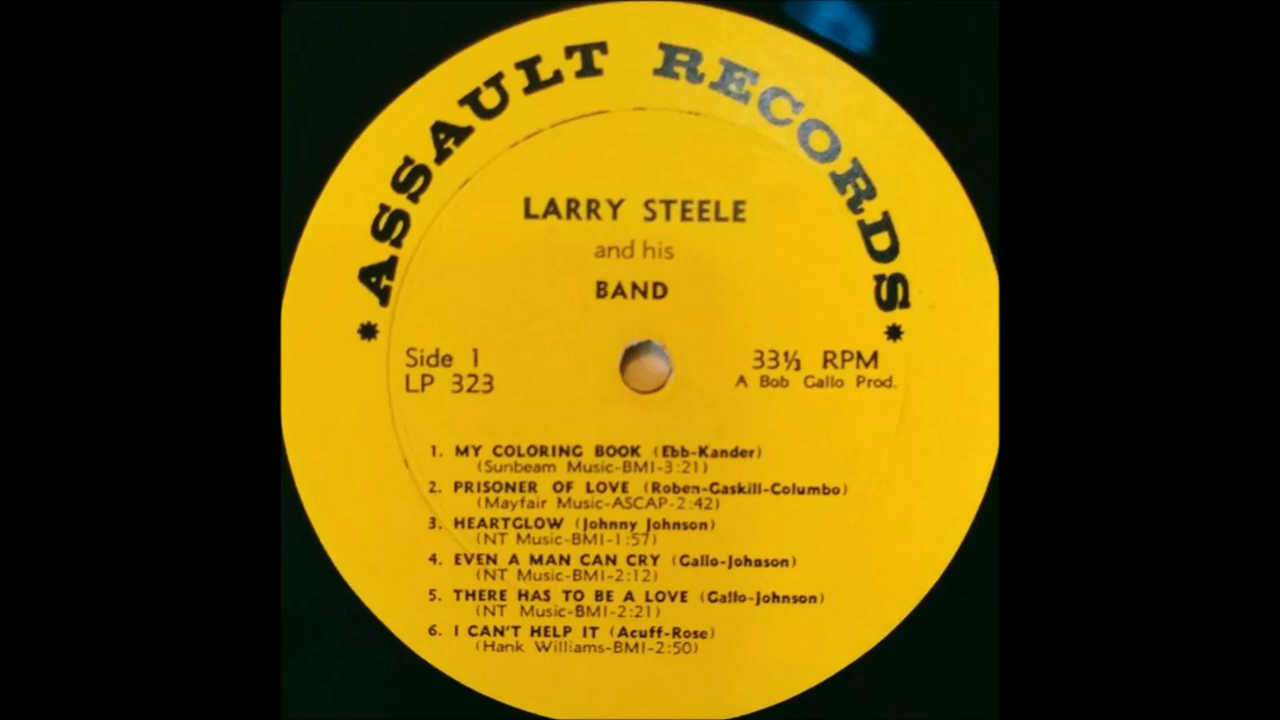 * ASSAULT RECORDS *
LARRY STEELE
and his
BAND
Side 1
LP 323
33⅓ RPM
A Bob Gallo Prod.
1. MY COLORING BOOK (Ebb-Kander)
(Sunbeam Music-BMI-3:21)
2. PRISONER OF LOVE (Roben-Gaskill-Columbo)
(Mayfair Music-ASCAP-2:42)
3. HEARTGLOW (Johnny Johnson)
(NT Music-BMI-1:57)
4. EVEN A MAN CAN CRY (Gallo-Johnson)
(NT Music-BMI-2:12)
5. THERE HAS TO BE A LOVE (Gallo-Johnson)
(NT Music-BMI-2:21)
6. I CAN'T HELP IT (Acuff-Rose)
(Hank Williams-BMI-2:50)